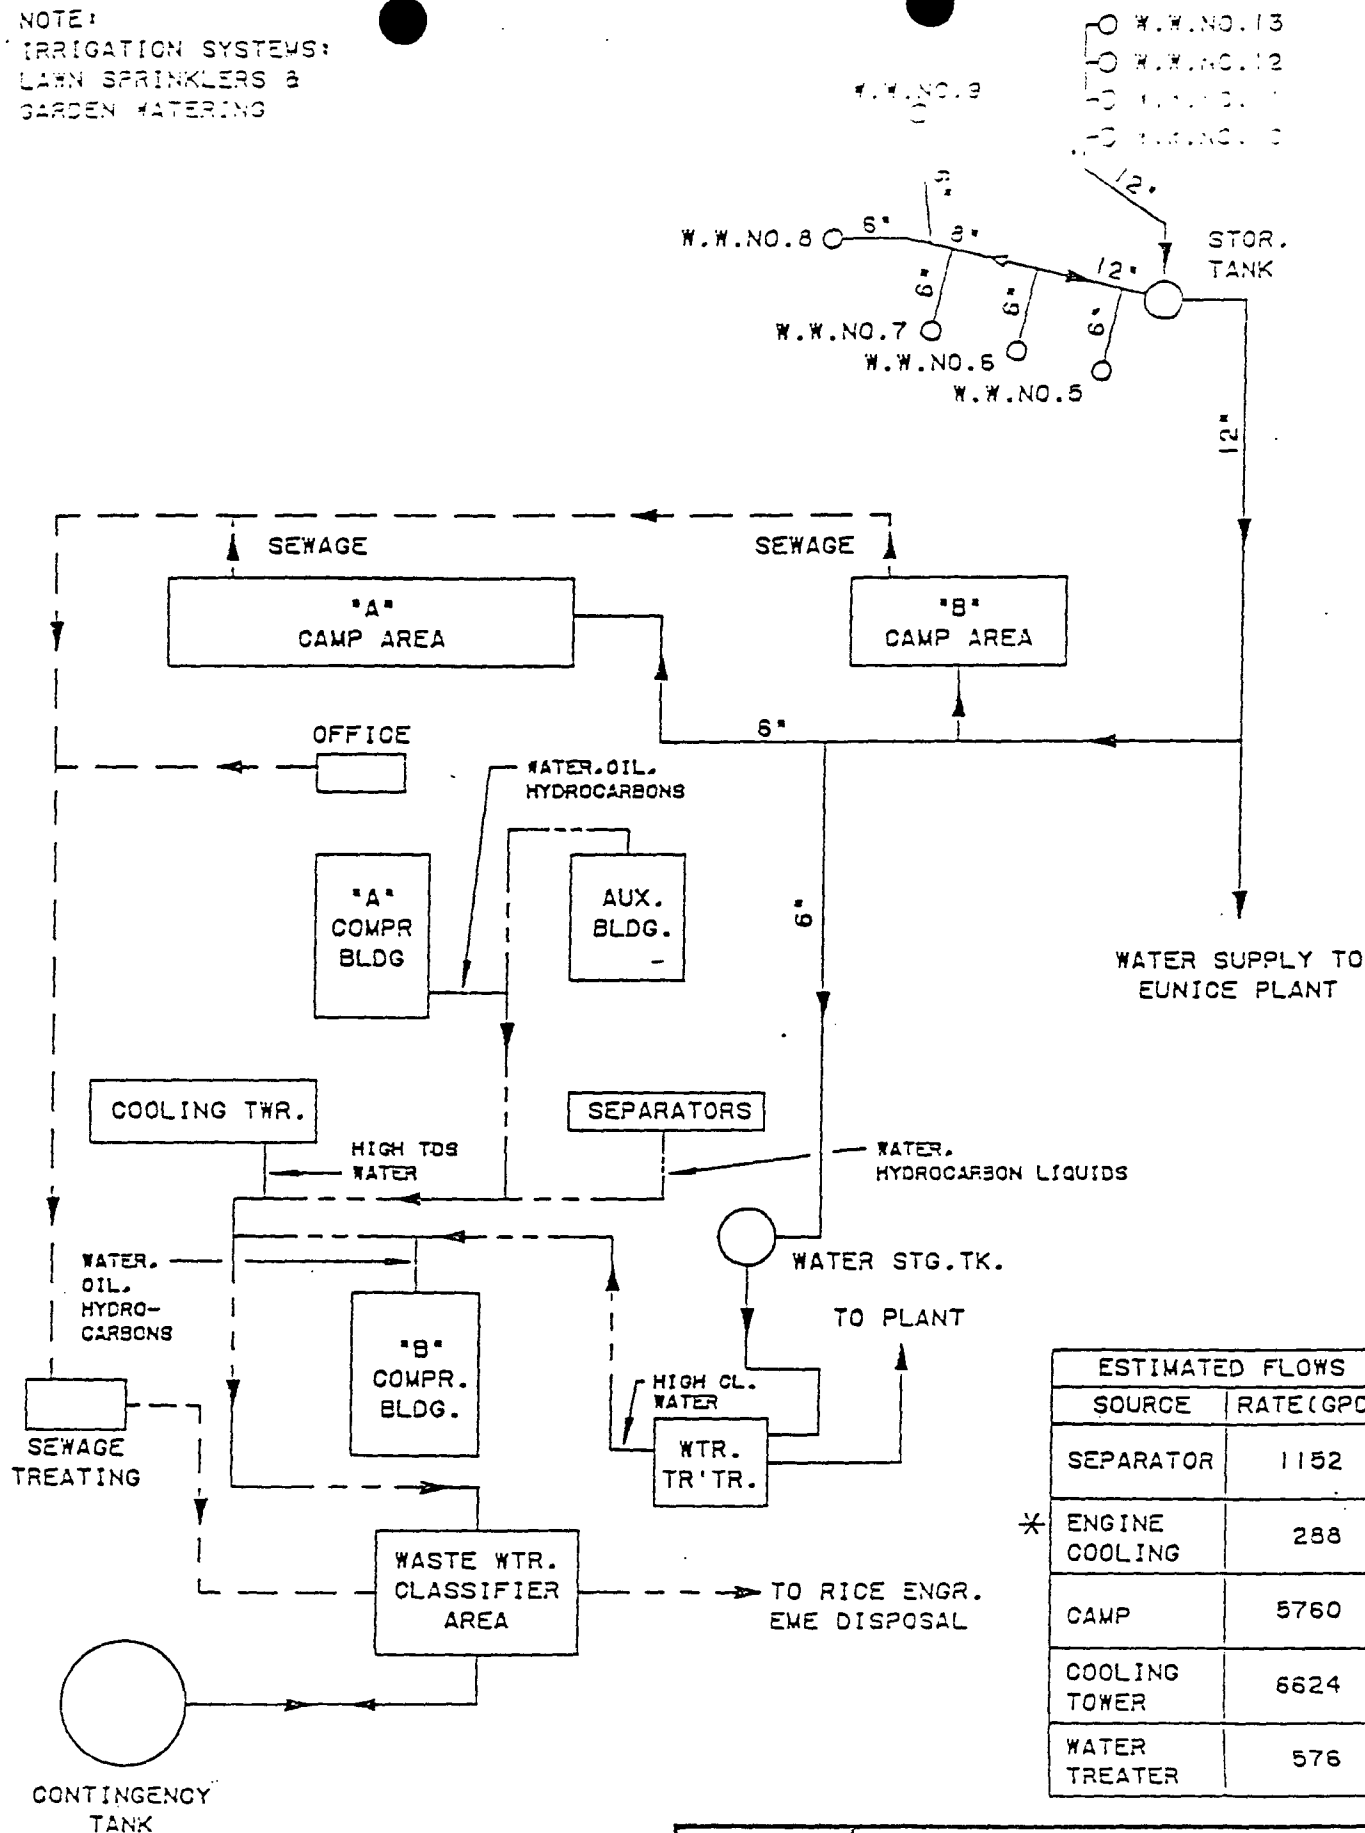 NOTE:
IRRIGATION SYSTEMS:
LAWN SPRINKLERS &
GARDEN WATERING
W.W.NO.13
W.W.NO.12
W.W.NO.9
12"
6"
8"
12"
W.W.NO.8
STOR.
TANK
6"
6"
6"
W.W.NO.7
W.W.NO.6
W.W.NO.5
12"
SEWAGE
SEWAGE
"A"
CAMP AREA
"B"
CAMP AREA
6"
OFFICE
WATER.OIL.
HYDROCARBONS
"A"
COMPR
BLDG
AUX.
BLDG.
6"
WATER SUPPLY TO
EUNICE PLANT
COOLING TWR.
SEPARATORS
HIGH TDS
WATER
WATER.
HYDROCARBON LIQUIDS
WATER.
OIL.
HYDRO-
CARBONS
WATER STG.TK.
TO PLANT
"B"
COMPR.
BLDG.
HIGH CL.
WATER
WTR.
TR'TR.
SEWAGE
TREATING
WASTE WTR.
CLASSIFIER
AREA
TO RICE ENGR.
EME DISPOSAL
CONTINGENCY
TANK
ESTIMATED FLOWS
SOURCE RATE(GPD
SEPARATOR 1152
* ENGINE
COOLING 288
CAMP 5760
COOLING
TOWER 6624
WATER
TREATER 576